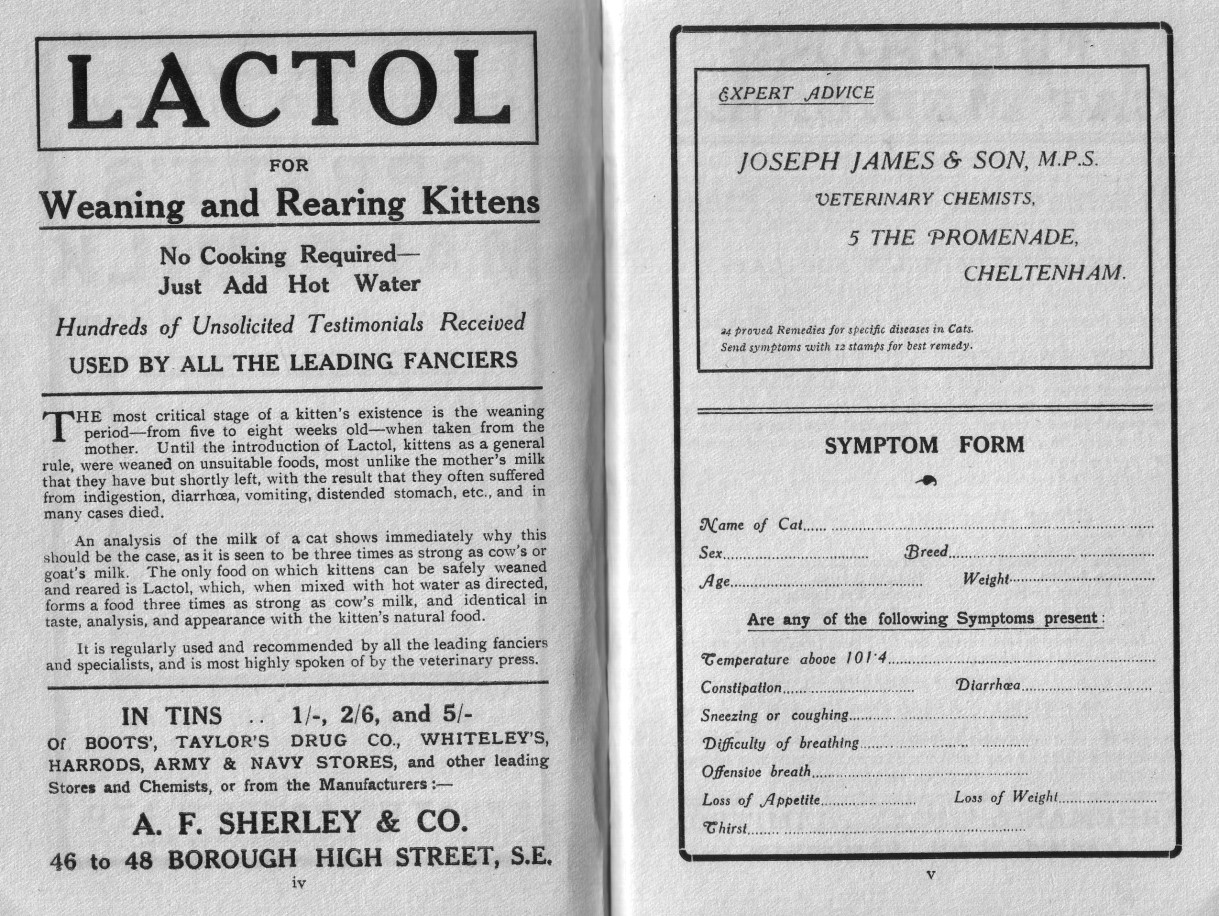 LACTOL
FOR
Weaning and Rearing Kittens
No Cooking Required—
Just Add Hot Water
Hundreds of Unsolicited Testimonials Received
USED BY ALL THE LEADING FANCIERS
THE most critical stage of a kitten's existence is the weaning
period—from five to eight weeks old—when taken from the
mother. Until the introduction of Lactol, kittens as a general
rule, were weaned on unsuitable foods, most unlike the mother's milk
that they have but shortly left, with the result that they often suffered
from indigestion, diarrhœa, vomiting, distended stomach, etc., and in
many cases died.
An analysis of the milk of a cat shows immediately why this
should be the case, as it is seen to be three times as strong as cow's or
goat's milk. The only food on which kittens can be safely weaned
and reared is Lactol, which, when mixed with hot water as directed,
forms a food three times as strong as cow's milk, and identical in
taste, analysis, and appearance with the kitten's natural food.
It is regularly used and recommended by all the leading fanciers
and specialists, and is most highly spoken of by the veterinary press.
IN TINS .. 1/-, 2/6, and 5/-
Of BOOTS', TAYLOR'S DRUG CO., WHITELEY'S,
HARRODS, ARMY & NAVY STORES, and other leading
Stores and Chemists, or from the Manufacturers :—
A. F. SHERLEY & CO.
46 to 48 BOROUGH HIGH STREET, S.E.
iv
EXPERT ADVICE
JOSEPH JAMES & SON, M.P.S.
VETERINARY CHEMISTS,
5 THE PROMENADE,
CHELTENHAM.
24 proved Remedies for specific diseases in Cats.
Send symptoms with 12 stamps for best remedy.
SYMPTOM FORM
Name of Cat
Sex Breed
Age Weight
Are any of the following Symptoms present :
Temperature above 101·4
Constipation Diarrhœa
Sneezing or coughing
Difficulty of breathing
Offensive breath
Loss of Appetite Loss of Weight
Thirst
v